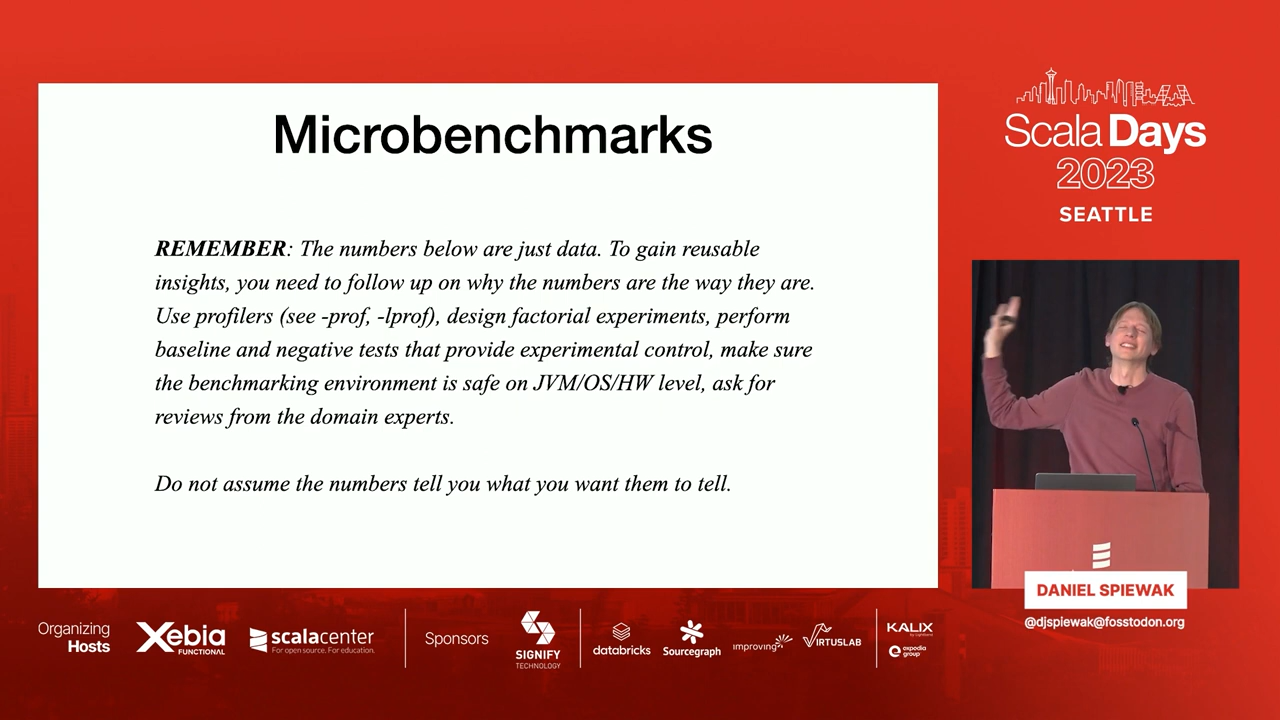 Microbenchmarks
REMEMBER: The numbers below are just data. To gain reusable
insights, you need to follow up on why the numbers are the way they are.
Use profilers (see -prof, -lprof), design factorial experiments, perform
baseline and negative tests that provide experimental control, make sure
the benchmarking environment is safe on JVM/OS/HW level, ask for
reviews from the domain experts.
Do not assume the numbers tell you what you want them to tell.
Scala Days
2023
SEATTLE
DANIEL SPIEWAK
@djspiewak@fosstodon.org
Organizing
Hosts
Xebia
FUNCTIONAL
scalacenter
For open source. For education.
Sponsors
SIGNIFY
TECHNOLOGY
databricks
Sourcegraph
improving
VIRTUSLAB
KALIX
by Lightbend
expedia
group